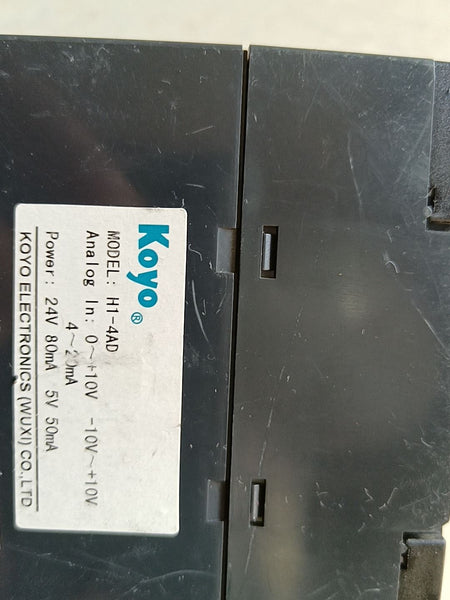 Koyo®
MODEL: H1-4AD
Analog In: 0～+10V -10V～+10V
4～20mA
Power: 24V 80mA 5V 50mA
KOYO ELECTRONICS(WUXI)CO.,LTD